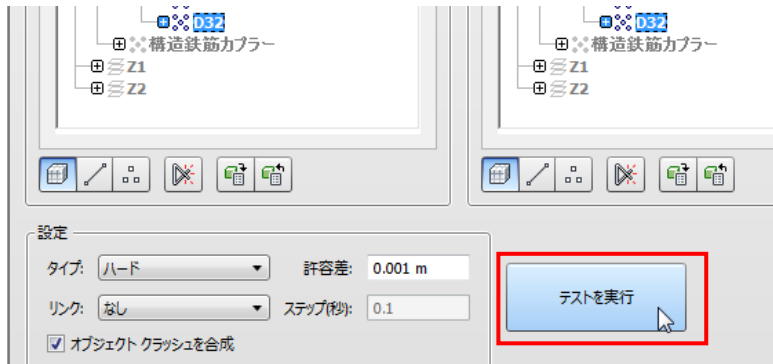 D32
構造鉄筋カプラー
Z1
Z2
D32
構造鉄筋カプラー
Z1
Z2
設定
タイプ: ハード 許容差: 0.001 m
リンク: なし ステップ(秒): 0.1
オブジェクト クラッシュを合成
テストを実行